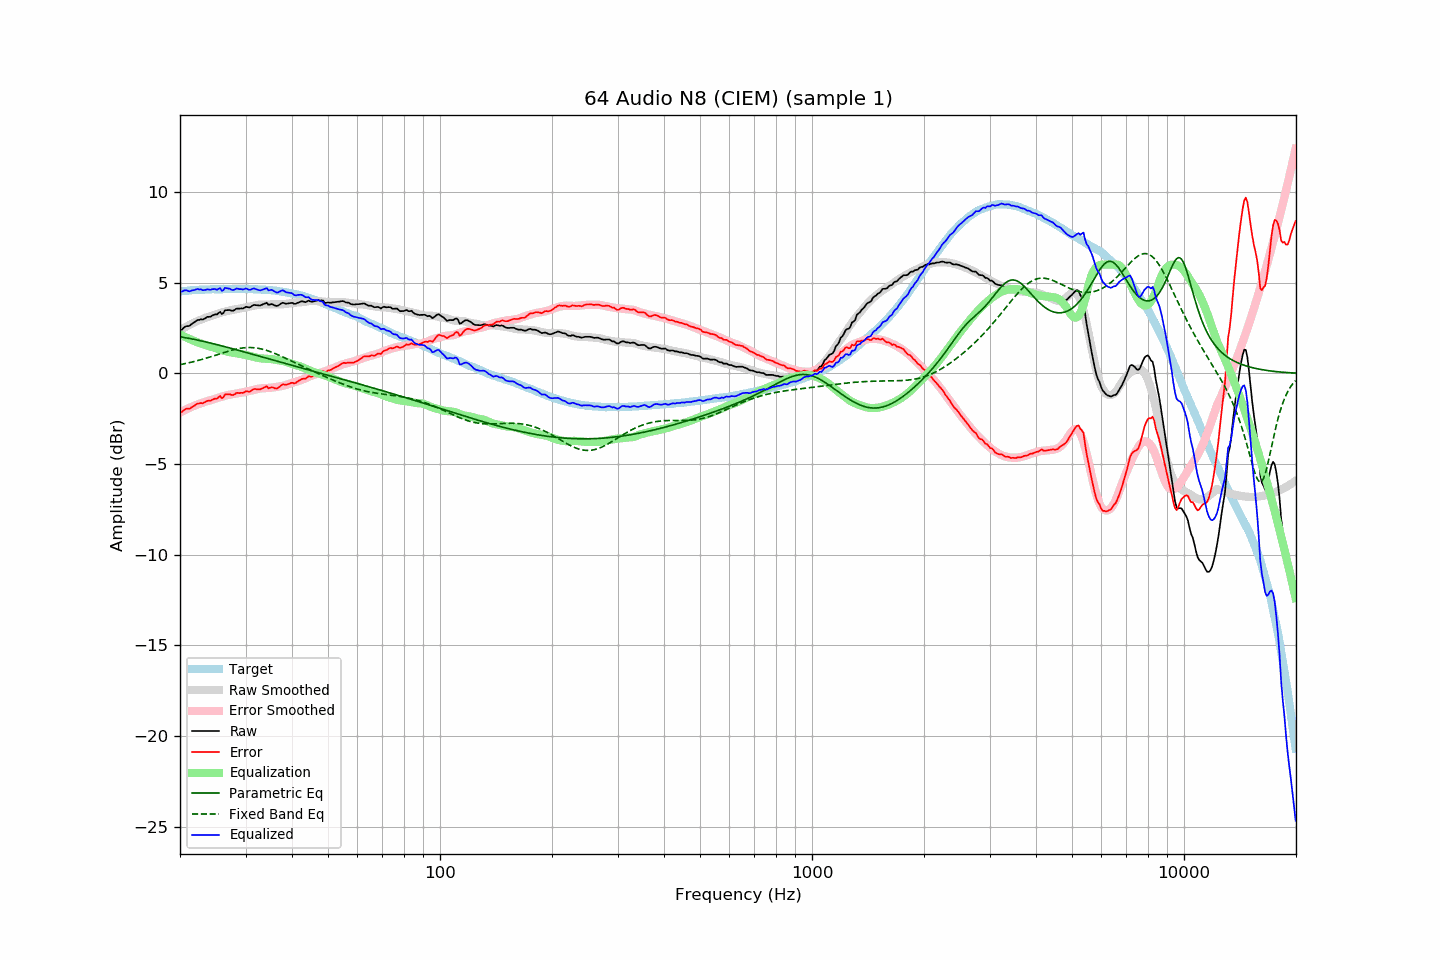 64 Audio N8 (CIEM) (sample 1)
10
5
0
−5
−10
−15
−20
−25
Amplitude (dBr)
Target
Raw Smoothed
Error Smoothed
Raw
Error
Equalization
Parametric Eq
Fixed Band Eq
Equalized
100
1000
10000
Frequency (Hz)